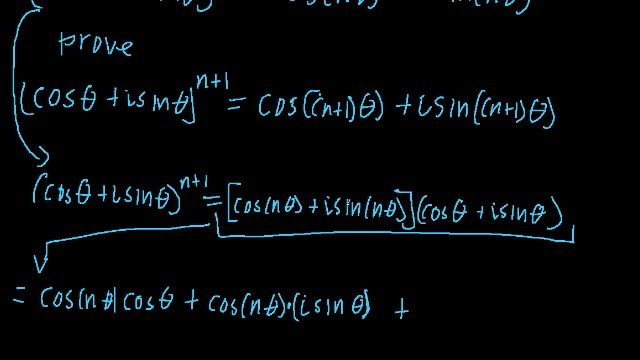 prove
[cosθ + isinθ]^{n+1} = cos((n+1)θ) + isin((n+1)θ)
(cosθ + isinθ)^{n+1} = [cos(nθ) + isin(nθ)](cosθ + isinθ)
= cos(nθ)cosθ + cos(nθ)·(isinθ) +